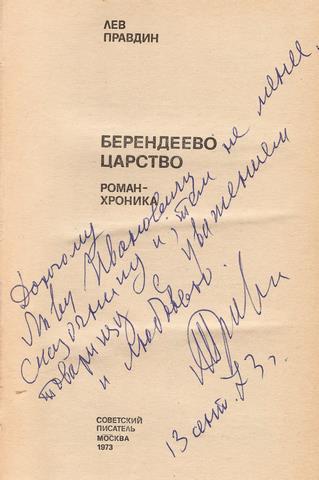 ЛЕВ
ПРАВДИН
БЕРЕНДЕЕВО
ЦАРСТВО
РОМАН-
ХРОНИКА
Дорогому
Льву Ивановичу
сказочнику и, тем не менее,
товарищу с уважением
и любовью.
13 сент. 73 г.
СОВЕТСКИЙ
ПИСАТЕЛЬ
МОСКВА
1973